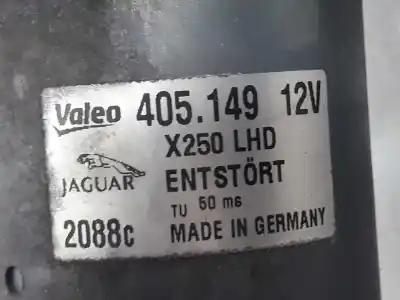 Valeo 405.149 12V
X250 LHD
JAGUAR ENTSTÖRT
TU 50 ms
2088c MADE IN GERMANY